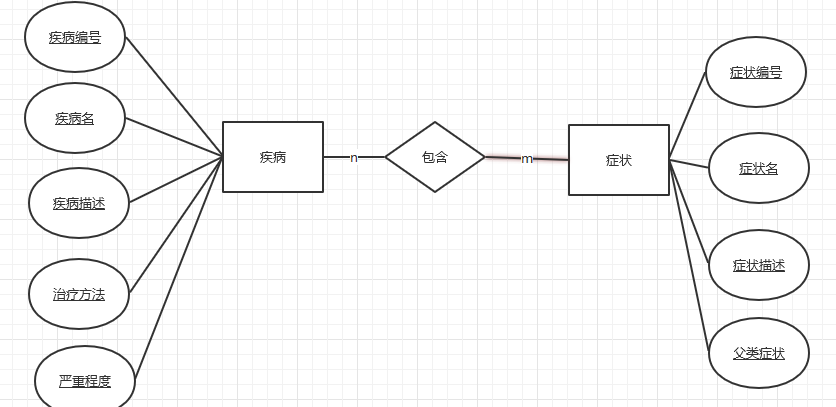 疾病编号
疾病名
疾病描述
治疗方法
严重程度
疾病
n
包含
m
症状
症状编号
症状名
症状描述
父类症状